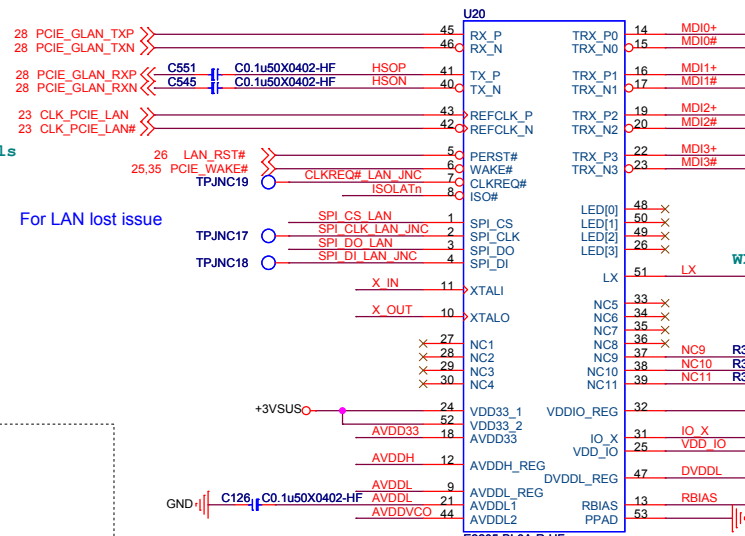 U20
28 PCIE_GLAN_TXP 45 RX_P TRX_P0 14 MDI0+
28 PCIE_GLAN_TXN 46 RX_N TRX_N0 15 MDI0#
28 PCIE_GLAN_RXP C551 C0.1u50X0402-HF HSOP 41 TX_P TRX_P1 16 MDI1+
28 PCIE_GLAN_RXN C545 C0.1u50X0402-HF HSON 40 TX_N TRX_N1 17 MDI1#
23 CLK_PCIE_LAN 43 REFCLK_P TRX_P2 19 MDI2+
23 CLK_PCIE_LAN# 42 REFCLK_N TRX_N2 20 MDI2#
ls
26 LAN_RST# 5 PERST# TRX_P3 22 MDI3+
25,35 PCIE_WAKE# 6 WAKE# TRX_N3 23 MDI3#
TPJNC19 CLKREQ#_LAN_JNC 7 CLKREQ#
ISOLATn 8 ISO#
For LAN lost issue
LED[0] 48
SPI_CS_LAN 1 SPI_CS LED[1] 50
TPJNC17 SPI_CLK_LAN_JNC 2 SPI_CLK LED[2] 49
SPI_DO_LAN 3 SPI_DO LED[3] 26
TPJNC18 SPI_DI_LAN_JNC 4 SPI_DI
LX 51 LX
X_IN 11 XTALI
NC5 33
X_OUT 10 XTALO NC6 34
NC7 35
27 NC1 NC8 36
28 NC2 NC9 37 NC9
29 NC3 NC10 38 NC10
30 NC4 NC11 39 NC11
+3VSUS 24 VDD33_1 VDDIO_REG 32
52 VDD33_2
AVDD33 18 AVDD33 IO_X 31 IO_X
VDD_IO 25 VDD_IO
AVDDH 12 AVDDH_REG
DVDDL_REG 47 DVDDL
AVDDL 9 AVDDL_REG
GND C126 C0.1u50X0402-HF AVDDL 21 AVDDL1 RBIAS 13 RBIAS
AVDDVCO 44 AVDDL2 PPAD 53